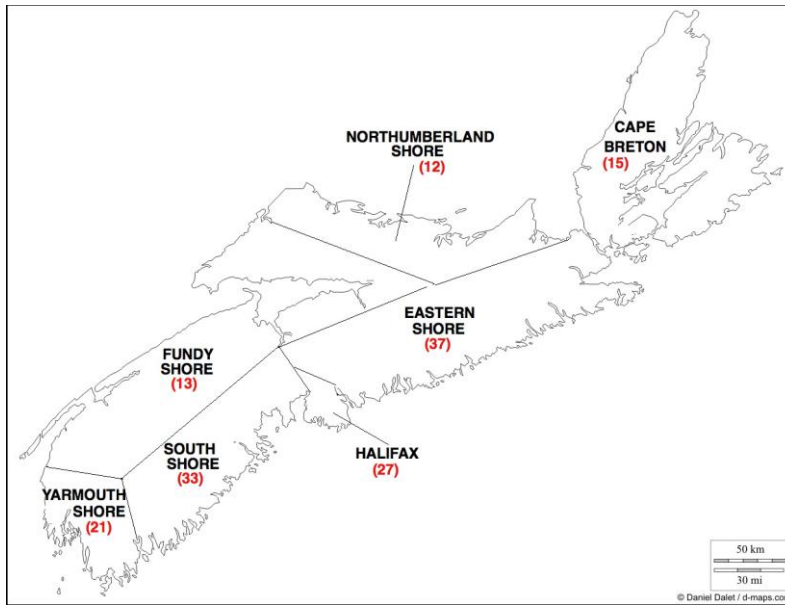 NORTHUMBERLAND
SHORE
(12)
CAPE
BRETON
(15)
EASTERN
SHORE
(37)
FUNDY
SHORE
(13)
SOUTH
SHORE
(33)
HALIFAX
(27)
YARMOUTH
SHORE
(21)
50 km
30 mi
© Daniel Dalet / d-maps.com